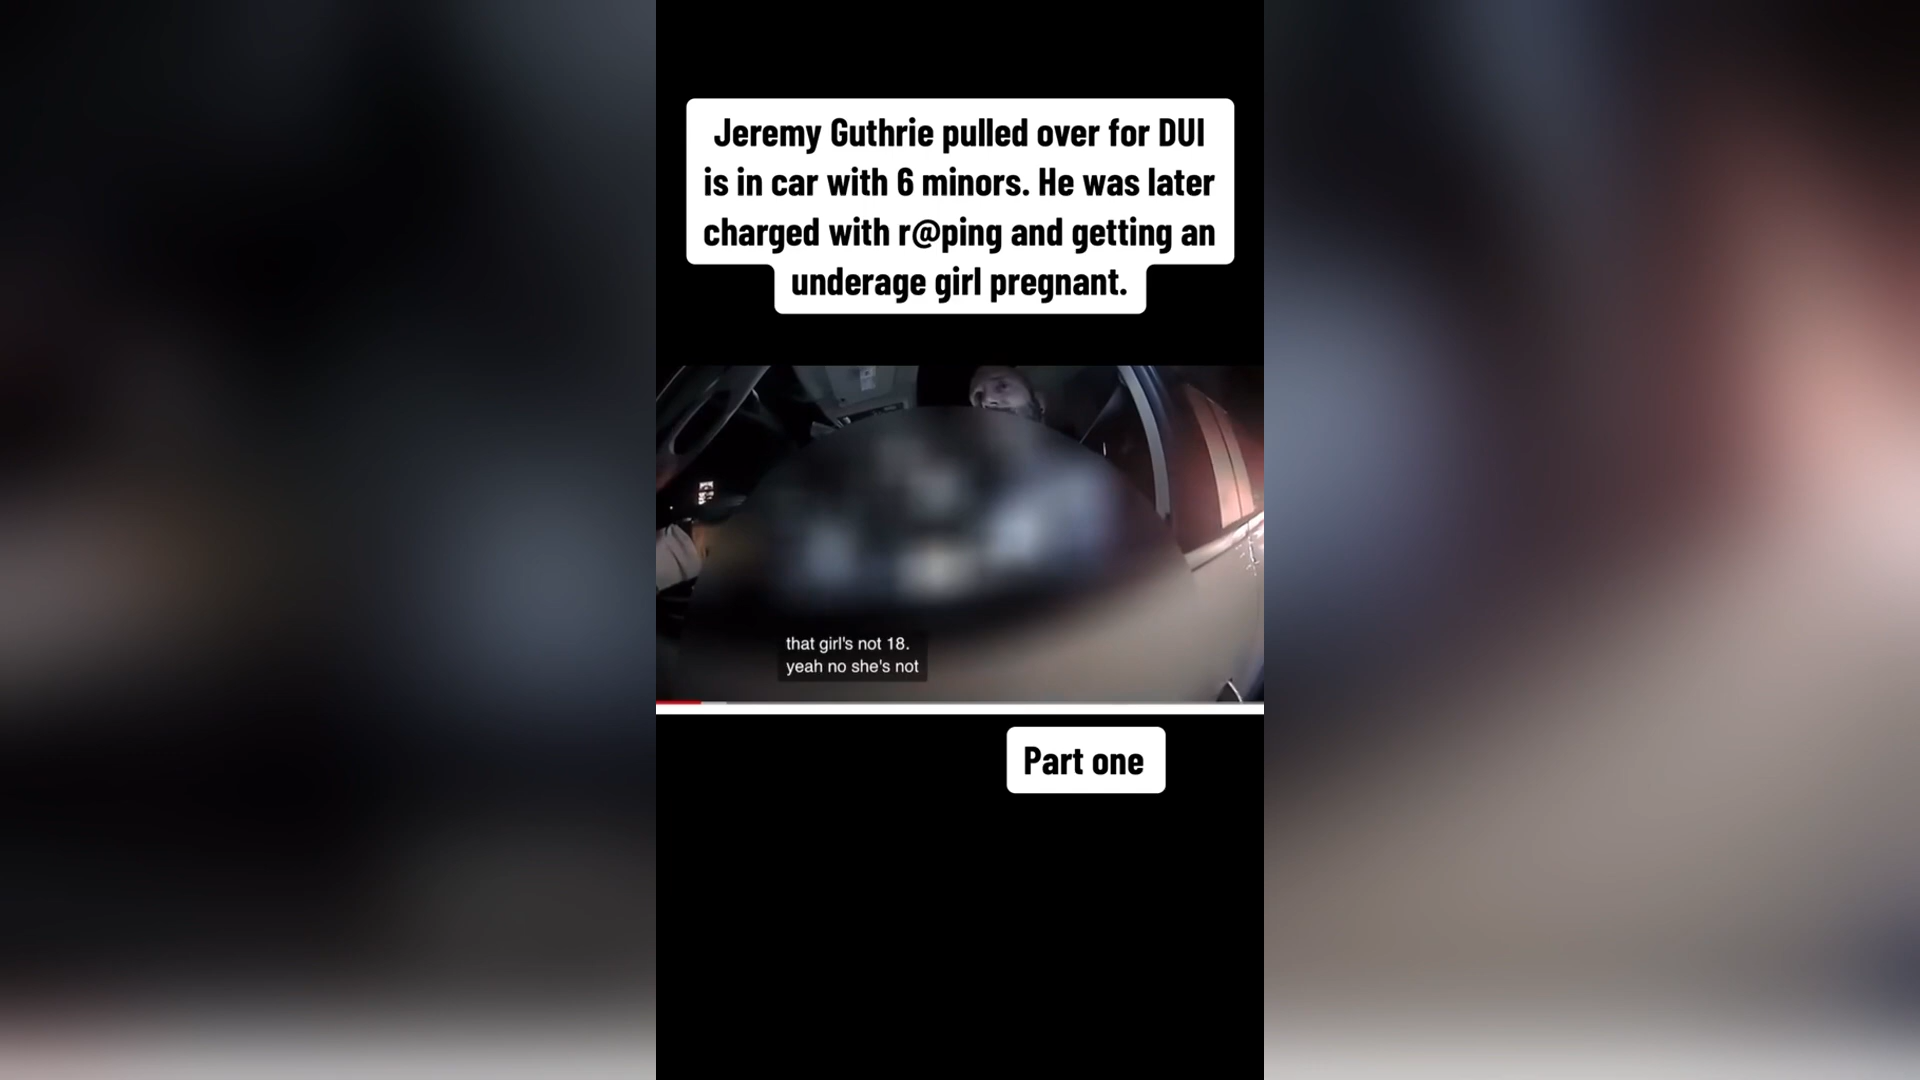 Jeremy Guthrie pulled over for DUI
is in car with 6 minors. He was later
charged with r@ping and getting an
underage girl pregnant.
that girl's not 18.
yeah no she's not
Part one